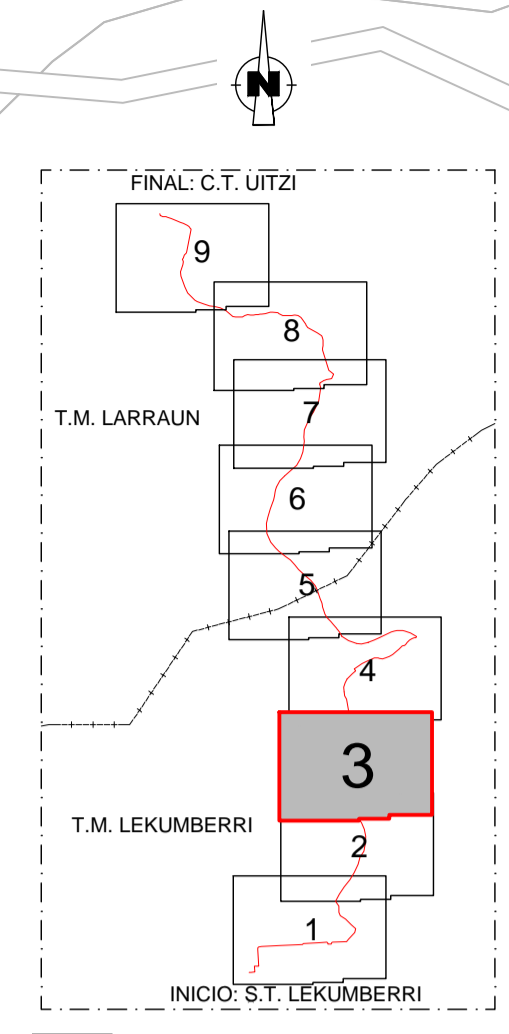 N
FINAL: C.T. UITZI
9
8
7
T.M. LARRAUN
6
5
4
3
T.M. LEKUMBERRI
2
1
INICIO: S.T. LEKUMBERRI